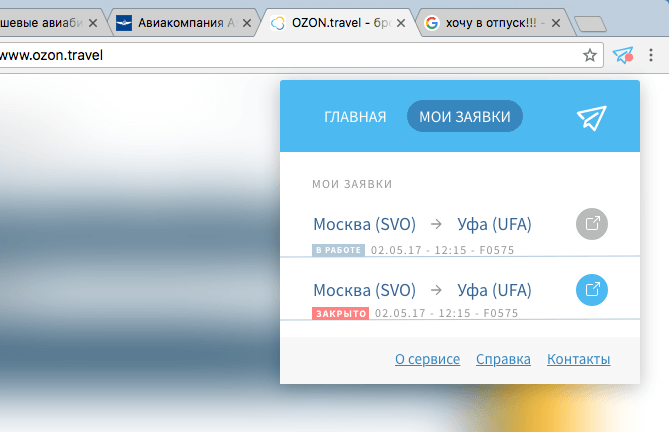 шевые авиаби
Авиакомпания А
OZON.travel - бро
хочу в отпуск!!! -
www.ozon.travel
ГЛАВНАЯ МОИ ЗАЯВКИ
МОИ ЗАЯВКИ
Москва (SVO) → Уфа (UFA)
В РАБОТЕ 02.05.17 - 12:15 - F0575
Москва (SVO) → Уфа (UFA)
ЗАКРЫТО 02.05.17 - 12:15 - F0575
О сервисе Справка Контакты